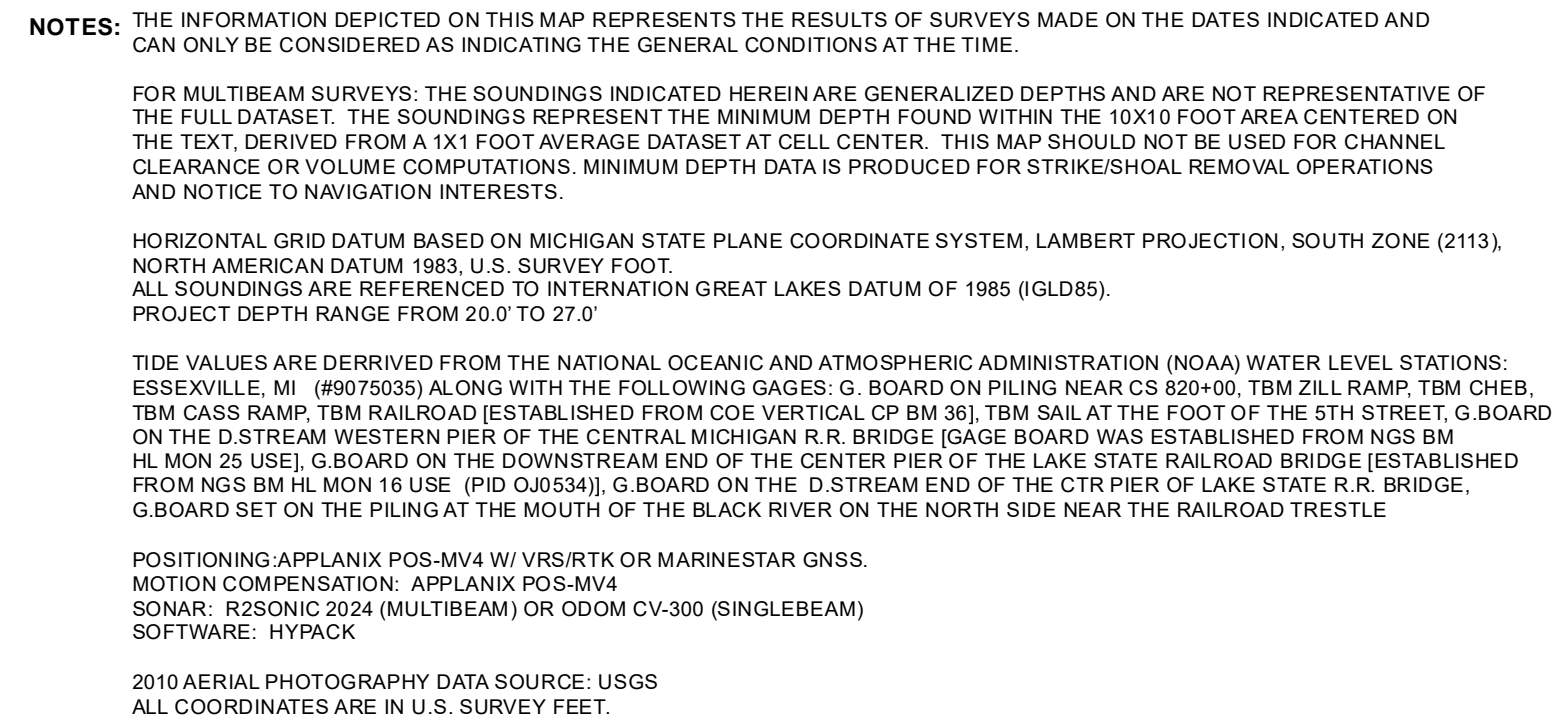 NOTES: THE INFORMATION DEPICTED ON THIS MAP REPRESENTS THE RESULTS OF SURVEYS MADE ON THE DATES INDICATED AND
CAN ONLY BE CONSIDERED AS INDICATING THE GENERAL CONDITIONS AT THE TIME.
FOR MULTIBEAM SURVEYS: THE SOUNDINGS INDICATED HEREIN ARE GENERALIZED DEPTHS AND ARE NOT REPRESENTATIVE OF
THE FULL DATASET. THE SOUNDINGS REPRESENT THE MINIMUM DEPTH FOUND WITHIN THE 10X10 FOOT AREA CENTERED ON
THE TEXT, DERIVED FROM A 1X1 FOOT AVERAGE DATASET AT CELL CENTER. THIS MAP SHOULD NOT BE USED FOR CHANNEL
CLEARANCE OR VOLUME COMPUTATIONS. MINIMUM DEPTH DATA IS PRODUCED FOR STRIKE/SHOAL REMOVAL OPERATIONS
AND NOTICE TO NAVIGATION INTERESTS.
HORIZONTAL GRID DATUM BASED ON MICHIGAN STATE PLANE COORDINATE SYSTEM, LAMBERT PROJECTION, SOUTH ZONE (2113),
NORTH AMERICAN DATUM 1983, U.S. SURVEY FOOT.
ALL SOUNDINGS ARE REFERENCED TO INTERNATION GREAT LAKES DATUM OF 1985 (IGLD85).
PROJECT DEPTH RANGE FROM 20.0’ TO 27.0’
TIDE VALUES ARE DERRIVED FROM THE NATIONAL OCEANIC AND ATMOSPHERIC ADMINISTRATION (NOAA) WATER LEVEL STATIONS:
ESSEXVILLE, MI (#9075035) ALONG WITH THE FOLLOWING GAGES: G. BOARD ON PILING NEAR CS 820+00, TBM ZILL RAMP, TBM CHEB,
TBM CASS RAMP, TBM RAILROAD [ESTABLISHED FROM COE VERTICAL CP BM 36], TBM SAIL AT THE FOOT OF THE 5TH STREET, G.BOARD
ON THE D.STREAM WESTERN PIER OF THE CENTRAL MICHIGAN R.R. BRIDGE [GAGE BOARD WAS ESTABLISHED FROM NGS BM
HL MON 25 USE], G.BOARD ON THE DOWNSTREAM END OF THE CENTER PIER OF THE LAKE STATE RAILROAD BRIDGE [ESTABLISHED
FROM NGS BM HL MON 16 USE (PID OJ0534)], G.BOARD ON THE D.STREAM END OF THE CTR PIER OF LAKE STATE R.R. BRIDGE,
G.BOARD SET ON THE PILING AT THE MOUTH OF THE BLACK RIVER ON THE NORTH SIDE NEAR THE RAILROAD TRESTLE
POSITIONING:APPLANIX POS-MV4 W/ VRS/RTK OR MARINESTAR GNSS.
MOTION COMPENSATION: APPLANIX POS-MV4
SONAR: R2SONIC 2024 (MULTIBEAM) OR ODOM CV-300 (SINGLEBEAM)
SOFTWARE: HYPACK
2010 AERIAL PHOTOGRAPHY DATA SOURCE: USGS
ALL COORDINATES ARE IN U.S. SURVEY FEET.